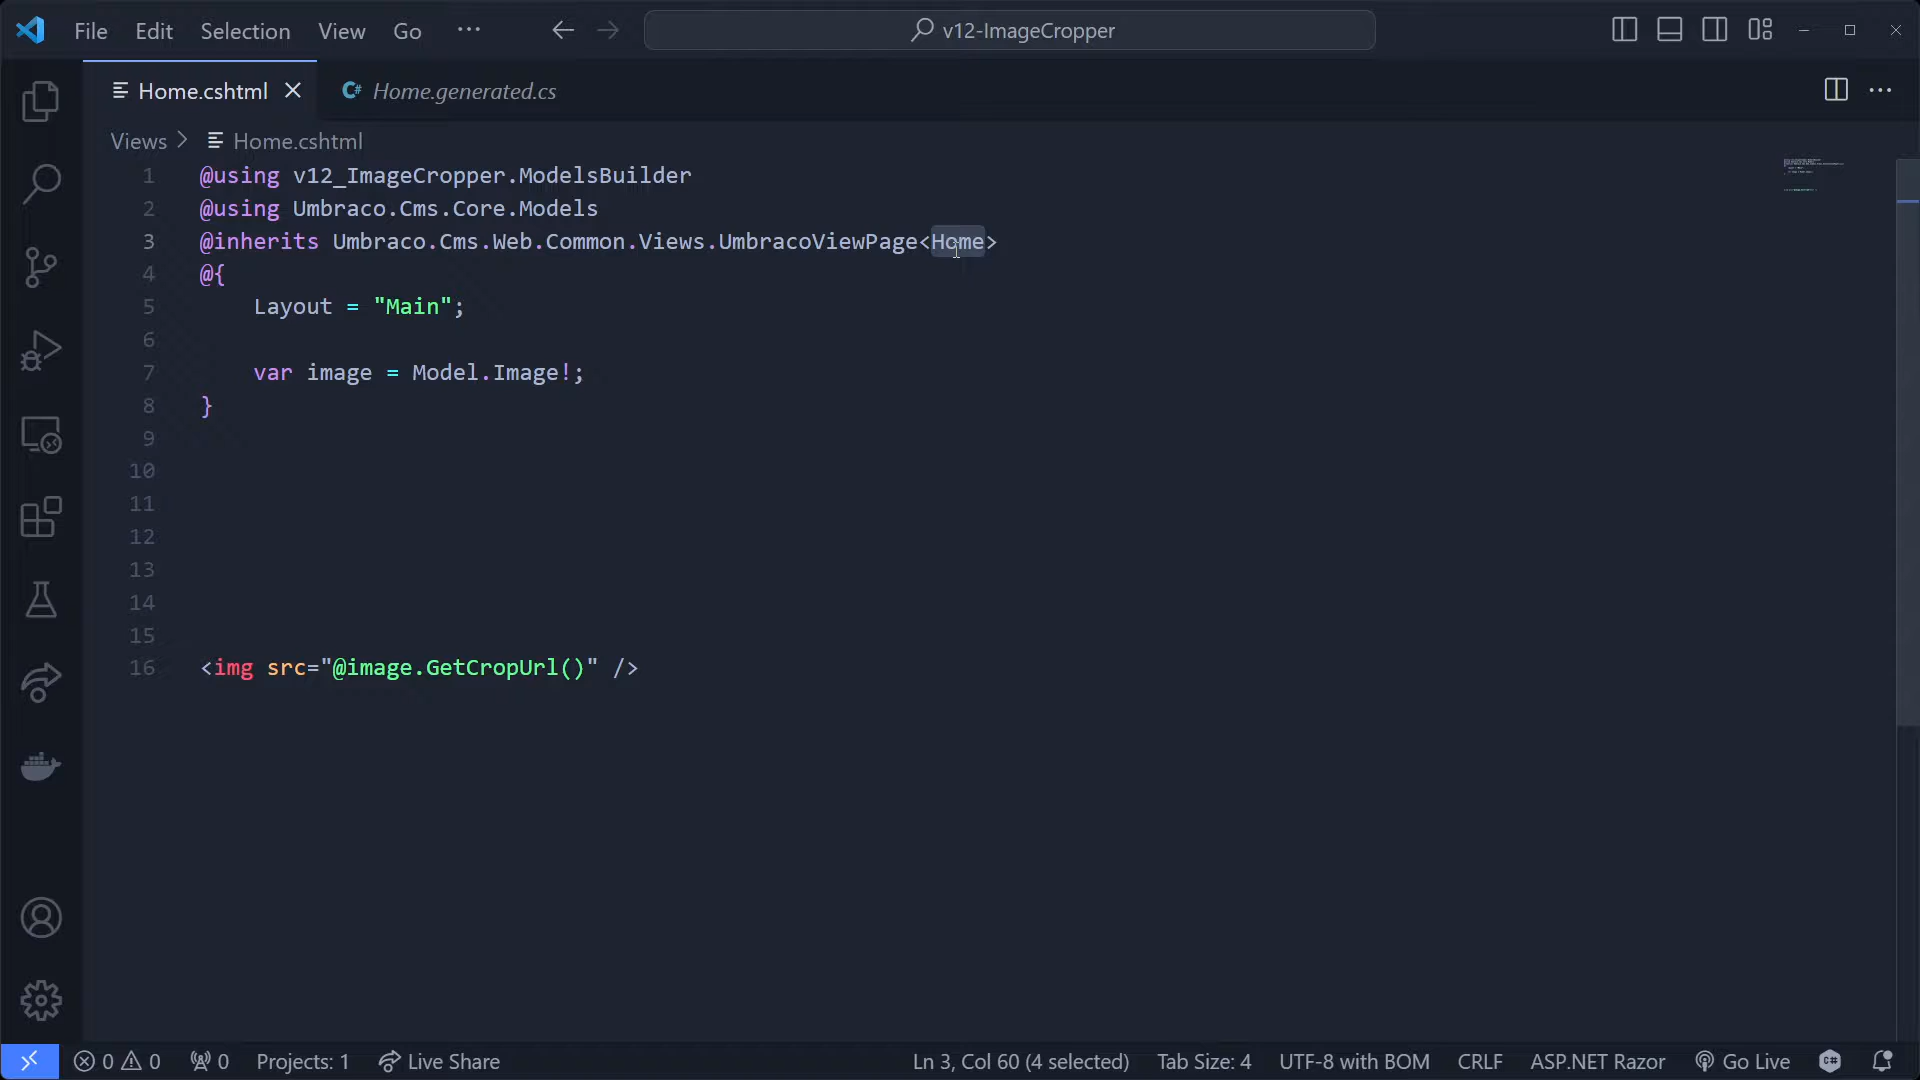 File Edit Selection View Go ··· v12-ImageCropper
Home.cshtml C# Home.generated.cs
Views > Home.cshtml
1 @using v12_ImageCropper.ModelsBuilder
2 @using Umbraco.Cms.Core.Models
3 @inherits Umbraco.Cms.Web.Common.Views.UmbracoViewPage<Home>
4 @{
5     Layout = "Main";
6
7     var image = Model.Image!;
8 }
9
10
11
12
13
14
15
16 <img src="@image.GetCropUrl()" />
0 0 0 Projects: 1 Live Share Ln 3, Col 60 (4 selected) Tab Size: 4 UTF-8 with BOM CRLF ASP.NET Razor Go Live